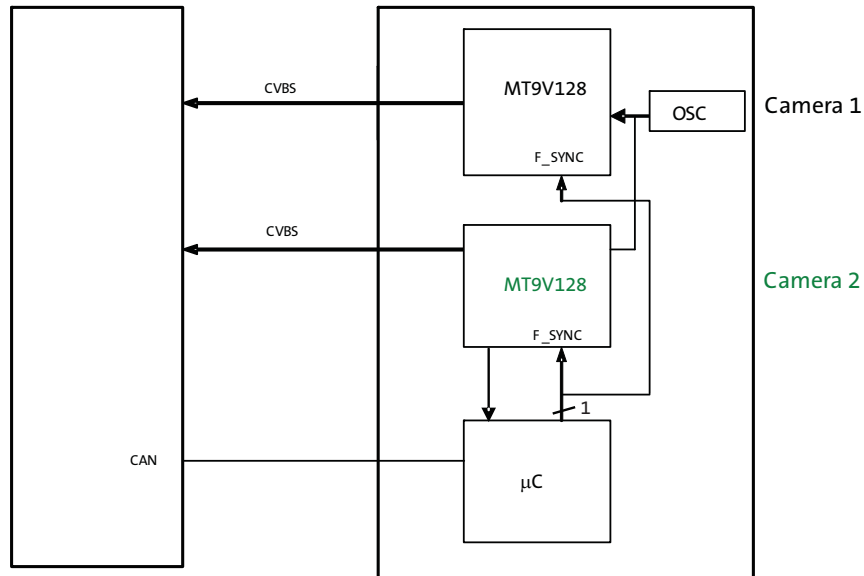 MT9V128
CVBS
OSC
Camera 1
F_SYNC
CVBS
MT9V128
Camera 2
F_SYNC
1
CAN
μC